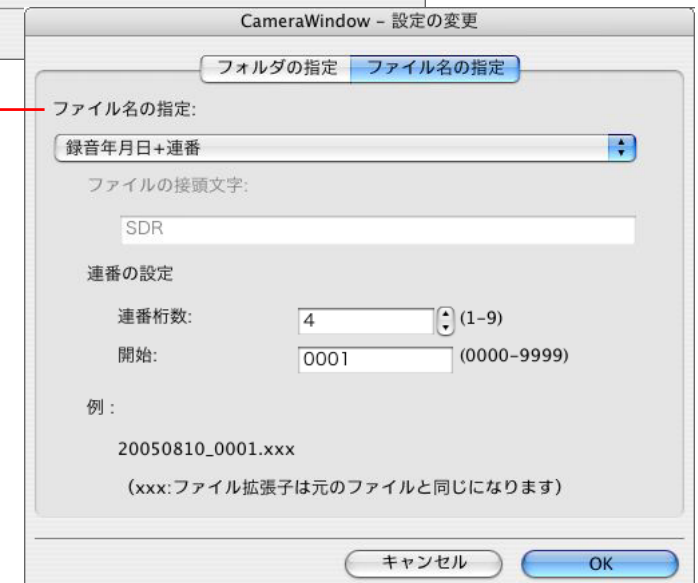 CameraWindow – 設定の変更
フォルダの指定 ファイル名の指定
ファイル名の指定:
録音年月日+連番
ファイルの接頭文字:
SDR
連番の設定
連番桁数: 4 (1–9)
開始: 0001 (0000–9999)
例 :
20050810_0001.xxx
(xxx:ファイル拡張子は元のファイルと同じになります)
キャンセル OK